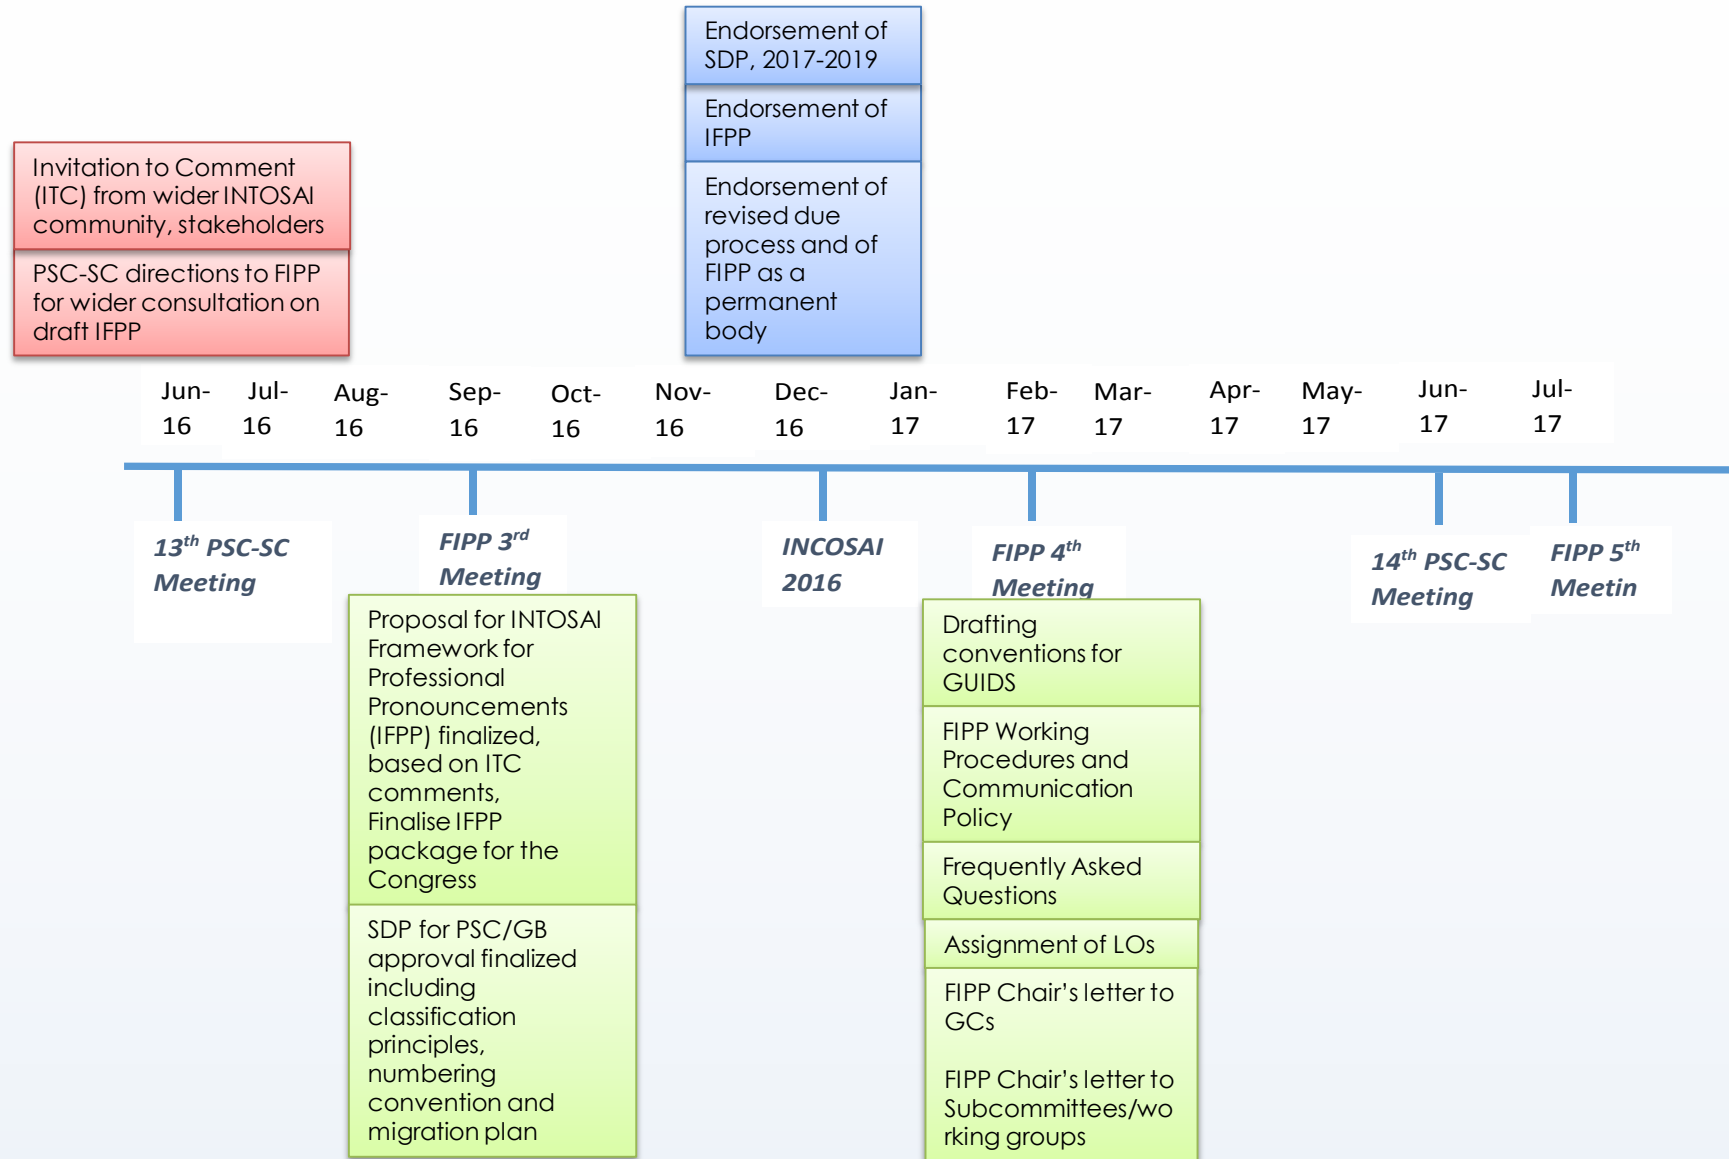 Endorsement of
SDP, 2017-2019
Endorsement of
IFPP
Endorsement of
revised due
process and of
FIPP as a
permanent
body
Invitation to Comment
(ITC) from wider INTOSAI
community, stakeholders
PSC-SC directions to FIPP
for wider consultation on
draft IFPP
Jun-
16
Jul-
16
Aug-
16
Sep-
16
Oct-
16
Nov-
16
Dec-
16
Jan-
17
Feb-
17
Mar-
17
Apr-
17
May-
17
Jun-
17
Jul-
17
13th PSC-SC
Meeting
FIPP 3rd
Meeting
INCOSAI
2016
FIPP 4th
Meeting
14th PSC-SC
Meeting
FIPP 5th
Meetin
Proposal for INTOSAI
Framework for
Professional
Pronouncements
(IFPP) finalized,
based on ITC
comments,
Finalise IFPP
package for the
Congress
SDP for PSC/GB
approval finalized
including
classification
principles,
numbering
convention and
migration plan
Drafting
conventions for
GUIDS
FIPP Working
Procedures and
Communication
Policy
Frequently Asked
Questions
Assignment of LOs
FIPP Chair's letter to
GCs
FIPP Chair's letter to
Subcommittees/wo
rking groups